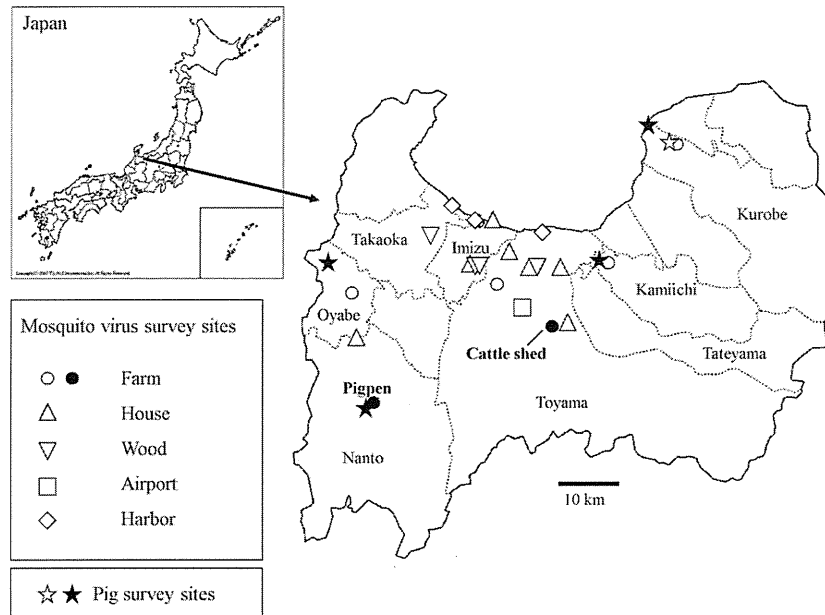 Japan
Takaoka
Imizu
Kurobe
Oyabe
Kamiichi
Cattle shed
Tateyama
Pigpen
Toyama
Nanto
10 km
Mosquito virus survey sites
Farm
House
Wood
Airport
Harbor
Pig survey sites